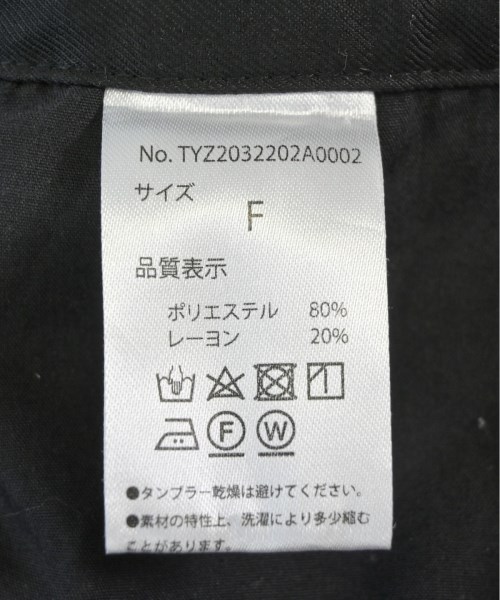 No. TYZ2032202A0002
サイズ
F
品質表示
ポリエステル 80%
レーヨン 20%
F W
●タンブラー乾燥は避けてください。
●素材の特性上、洗濯により多少縮む
ことがあります。